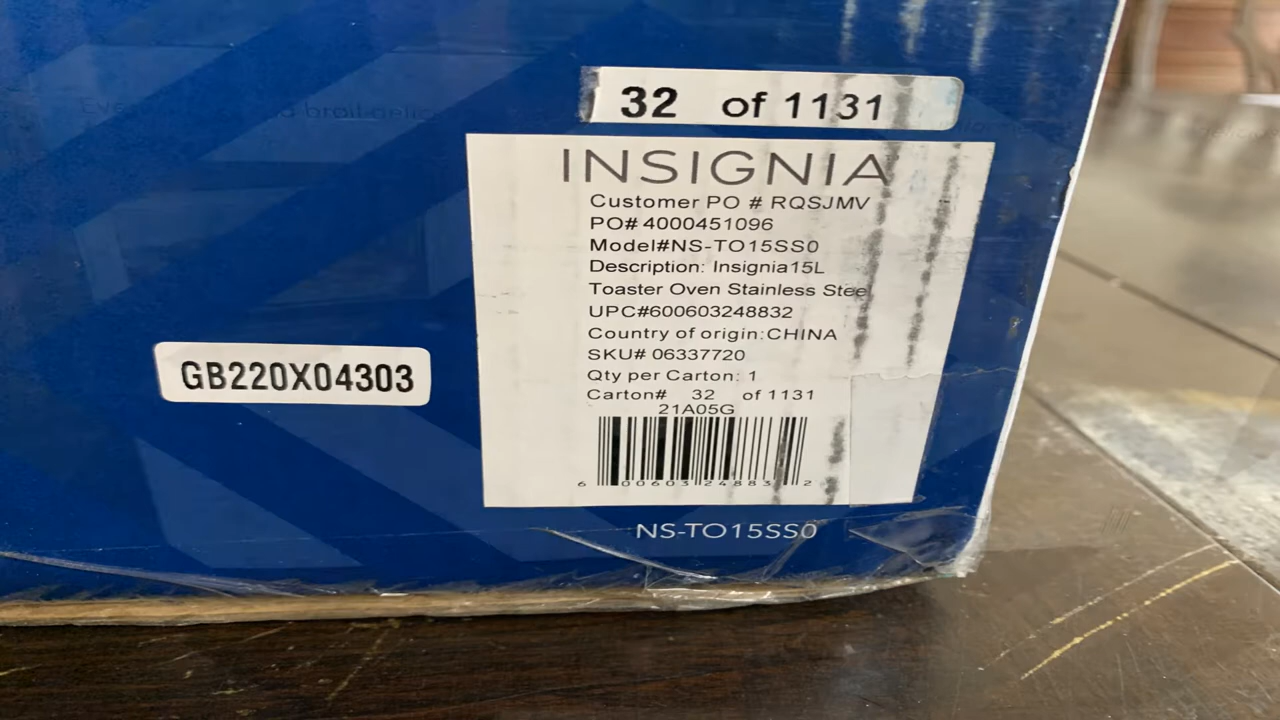 32 of 1131
INSIGNIA
Customer PO # RQSJMV
PO# 4000451096
Model#NS-TO15SS0
Description: Insignia15L
Toaster Oven Stainless Steel
UPC#600603248832
Country of origin:CHINA
SKU# 06337720
Qty per Carton: 1
Carton# 32 of 1131
21A05G
6 00603 24883 2
GB220X04303
NS-TO15SS0